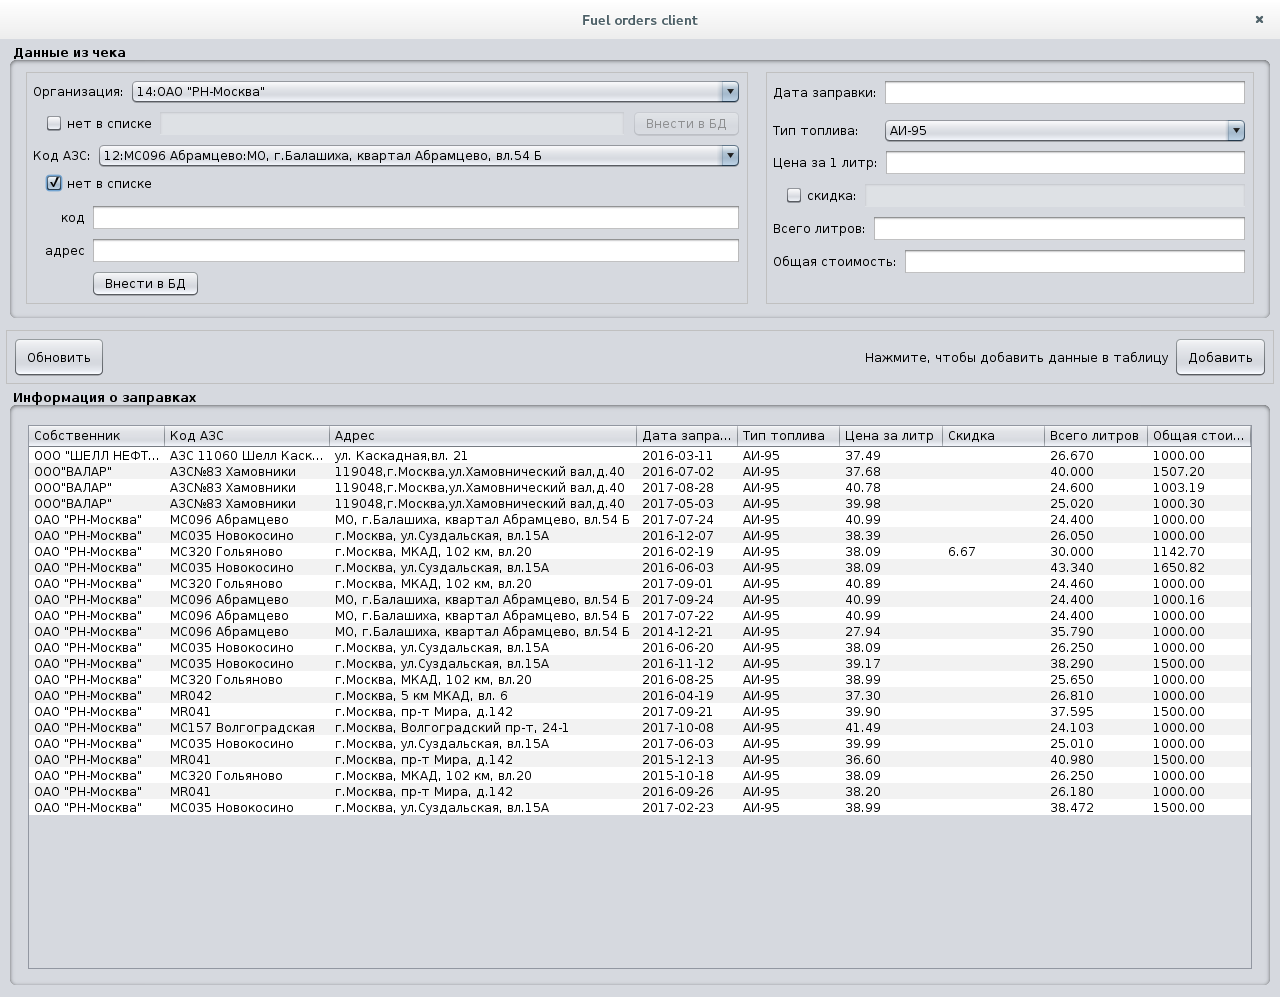 Fuel orders client
Данные из чека
Организация: 14:ОАО "РН-Москва"
нет в списке Внести в БД
Код АЗС: 12:МС096 Абрамцево:МО, г.Балашиха, квартал Абрамцево, вл.54 Б
нет в списке
код
адрес
Внести в БД
Дата заправки:
Тип топлива: АИ-95
Цена за 1 литр:
скидка:
Всего литров:
Общая стоимость:
Обновить Нажмите, чтобы добавить данные в таблицу Добавить
Информация о заправках
Собственник Код АЗС Адрес Дата запра... Тип топлива Цена за литр Скидка Всего литров Общая стои...
ООО "ШЕЛЛ НЕФТ... АЗС 11060 Шелл Каск... ул. Каскадная,вл. 21 2016-03-11 АИ-95 37.49 26.670 1000.00
ООО"ВАЛАР" АЗС№83 Хамовники 119048,г.Москва,ул.Хамовнический вал,д.40 2016-07-02 АИ-95 37.68 40.000 1507.20
ООО"ВАЛАР" АЗС№83 Хамовники 119048,г.Москва,ул.Хамовнический вал,д.40 2017-08-28 АИ-95 40.78 24.600 1003.19
ООО"ВАЛАР" АЗС№83 Хамовники 119048,г.Москва,ул.Хамовнический вал,д.40 2017-05-03 АИ-95 39.98 25.020 1000.30
ОАО "РН-Москва" МС096 Абрамцево МО, г.Балашиха, квартал Абрамцево, вл.54 Б 2017-07-24 АИ-95 40.99 24.400 1000.00
ОАО "РН-Москва" МС035 Новокосино г.Москва, ул.Суздальская, вл.15А 2016-12-07 АИ-95 38.39 26.050 1000.00
ОАО "РН-Москва" МС320 Гольяново г.Москва, МКАД, 102 км, вл.20 2016-02-19 АИ-95 38.09 6.67 30.000 1142.70
ОАО "РН-Москва" МС035 Новокосино г.Москва, ул.Суздальская, вл.15А 2016-06-03 АИ-95 38.09 43.340 1650.82
ОАО "РН-Москва" МС320 Гольяново г.Москва, МКАД, 102 км, вл.20 2017-09-01 АИ-95 40.89 24.460 1000.00
ОАО "РН-Москва" МС096 Абрамцево МО, г.Балашиха, квартал Абрамцево, вл.54 Б 2017-09-24 АИ-95 40.99 24.400 1000.16
ОАО "РН-Москва" МС096 Абрамцево МО, г.Балашиха, квартал Абрамцево, вл.54 Б 2017-07-22 АИ-95 40.99 24.400 1000.00
ОАО "РН-Москва" МС096 Абрамцево МО, г.Балашиха, квартал Абрамцево, вл.54 Б 2014-12-21 АИ-95 27.94 35.790 1000.00
ОАО "РН-Москва" МС035 Новокосино г.Москва, ул.Суздальская, вл.15А 2016-06-20 АИ-95 38.09 26.250 1000.00
ОАО "РН-Москва" МС035 Новокосино г.Москва, ул.Суздальская, вл.15А 2016-11-12 АИ-95 39.17 38.290 1500.00
ОАО "РН-Москва" МС320 Гольяново г.Москва, МКАД, 102 км, вл.20 2016-08-25 АИ-95 38.99 25.650 1000.00
ОАО "РН-Москва" MR042 г.Москва, 5 км МКАД, вл. 6 2016-04-19 АИ-95 37.30 26.810 1000.00
ОАО "РН-Москва" MR041 г.Москва, пр-т Мира, д.142 2017-09-21 АИ-95 39.90 37.595 1500.00
ОАО "РН-Москва" МС157 Волгоградская г.Москва, Волгоградский пр-т, 24-1 2017-10-08 АИ-95 41.49 24.103 1000.00
ОАО "РН-Москва" МС035 Новокосино г.Москва, ул.Суздальская, вл.15А 2017-06-03 АИ-95 39.99 25.010 1000.00
ОАО "РН-Москва" MR041 г.Москва, пр-т Мира, д.142 2015-12-13 АИ-95 36.60 40.980 1500.00
ОАО "РН-Москва" МС320 Гольяново г.Москва, МКАД, 102 км, вл.20 2015-10-18 АИ-95 38.09 26.250 1000.00
ОАО "РН-Москва" MR041 г.Москва, пр-т Мира, д.142 2016-09-26 АИ-95 38.20 26.180 1000.00
ОАО "РН-Москва" МС035 Новокосино г.Москва, ул.Суздальская, вл.15А 2017-02-23 АИ-95 38.99 38.472 1500.00